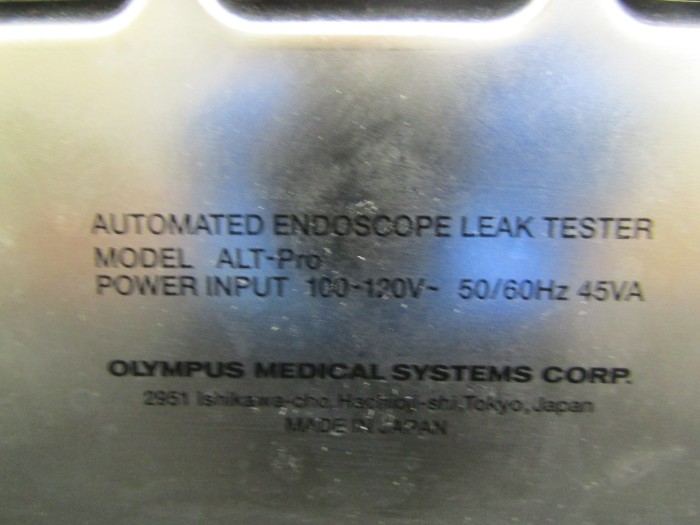 AUTOMATED ENDOSCOPE LEAK TESTER
MODEL ALT-Pro
POWER INPUT 100-120V~ 50/60Hz 45VA
OLYMPUS MEDICAL SYSTEMS CORP.
2951 Ishikawa-cho, Hachioji-shi, Tokyo, Japan
MADE IN JAPAN